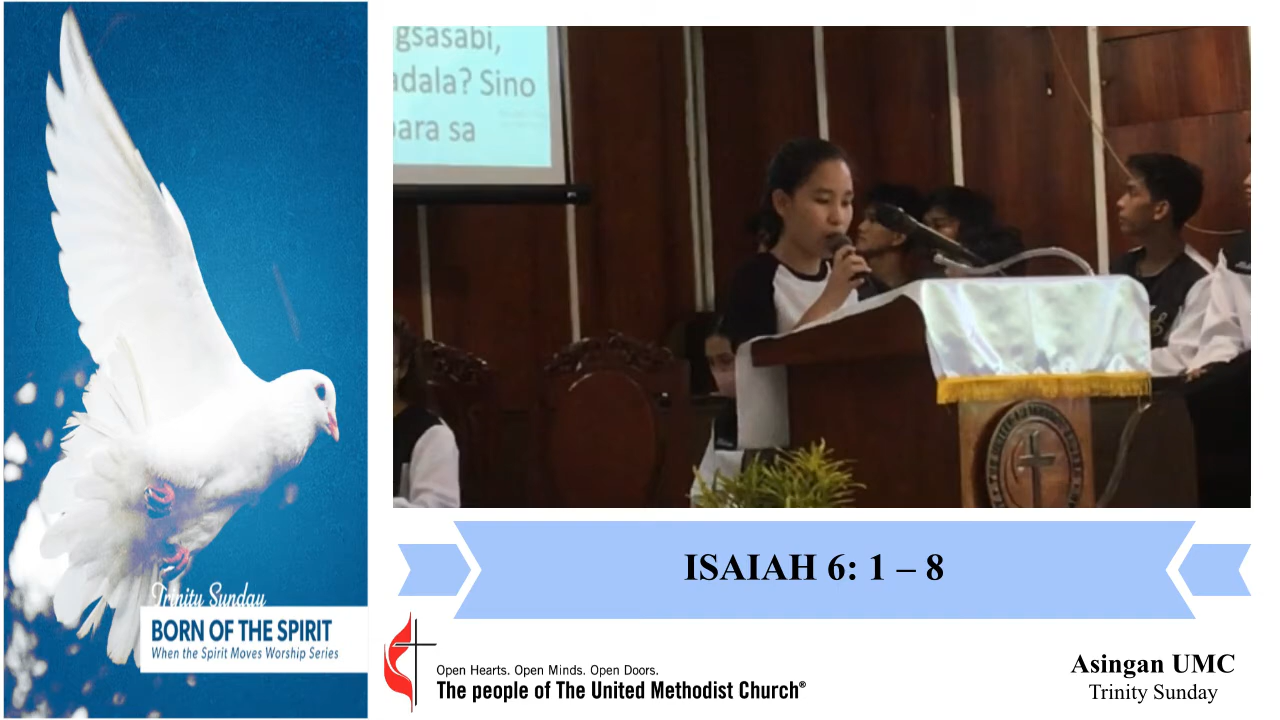 gsasabi,
adala? Sino
para sa
ISAIAH 6: 1 – 8
Trinity Sunday
BORN OF THE SPIRIT
When the Spirit Moves Worship Series
Open Hearts. Open Minds. Open Doors.
The people of The United Methodist Church®
Asingan UMC
Trinity Sunday